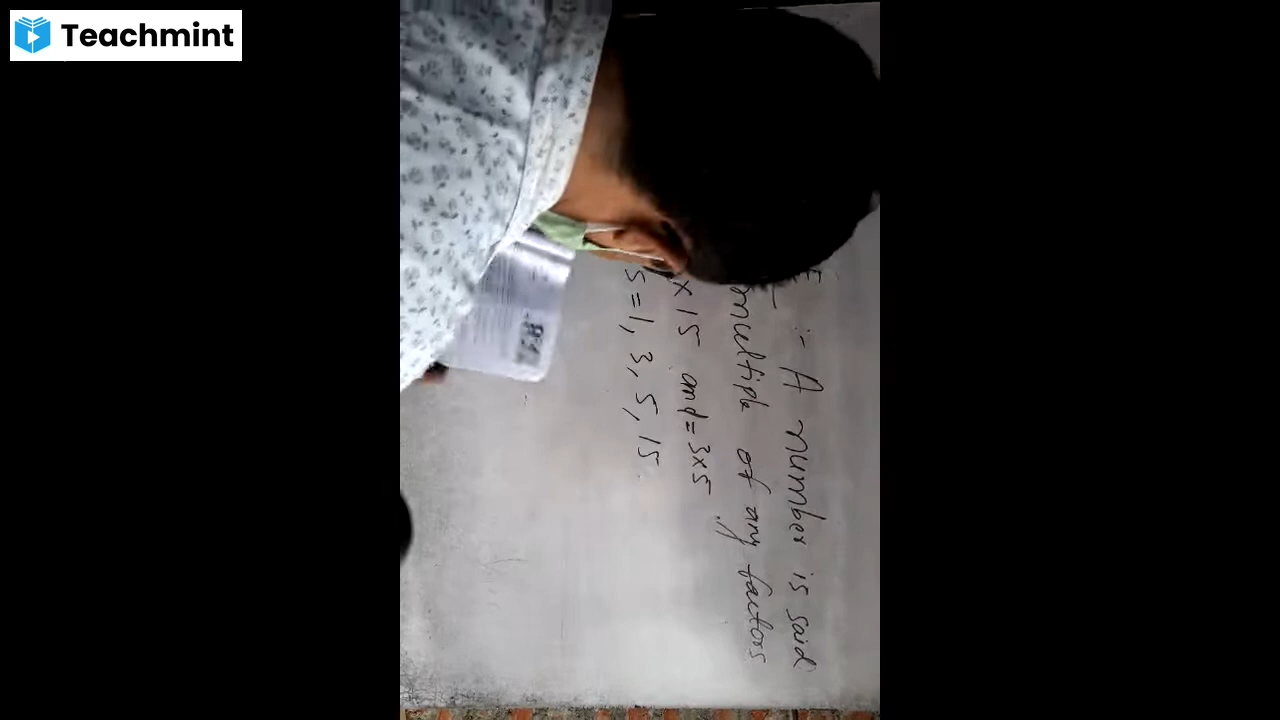 Teachmint
:- A number is said
multiple of any factors
x 15 and = 3x5
5 = 1, 3, 5, 15